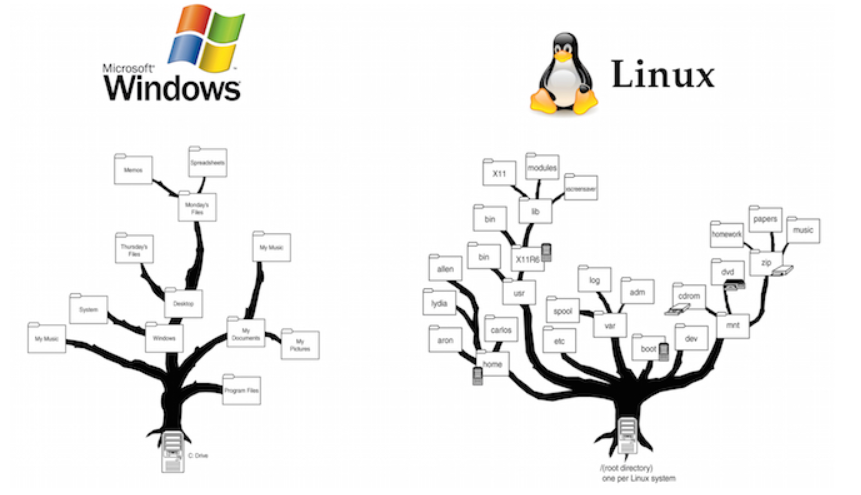 Microsoft®
Windows
Linux
Memos
Spreadsheets
Monday's
Files
Thursday's
Files
My Music
System
Desktop
My Music
Windows
My
Documents
My
Pictures
Program Files
C: Drive
X11
modules
xscreensaver
lib
bin
bin
X11R6
allen
usr
lydia
aron
carlos
home
log
adm
spool
var
etc
boot
dev
homework
papers
music
zip
dvd
cdrom
mnt
/(root directory)
one per Linux system